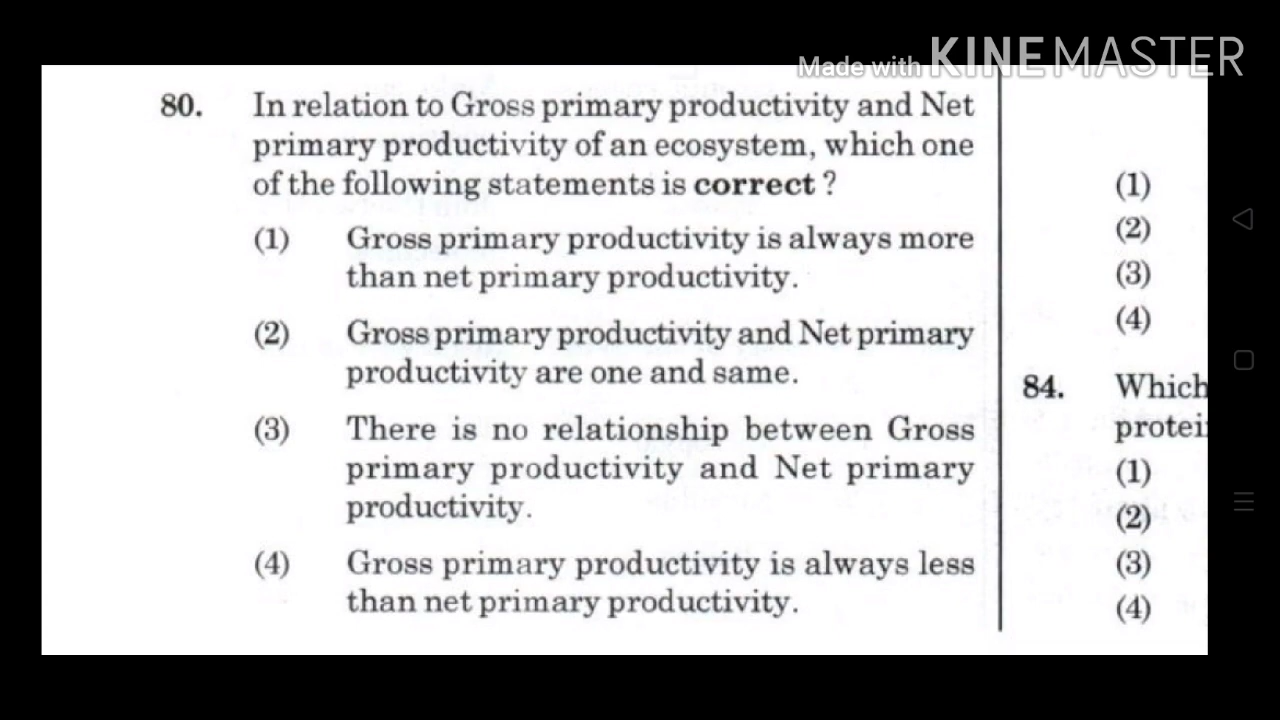 Made with KINEMASTER
80. In relation to Gross primary productivity and Net
primary productivity of an ecosystem, which one
of the following statements is correct ?
(1) Gross primary productivity is always more
than net primary productivity.
(2) Gross primary productivity and Net primary
productivity are one and same.
(3) There is no relationship between Gross
primary productivity and Net primary
productivity.
(4) Gross primary productivity is always less
than net primary productivity.
(1)
(2)
(3)
(4)
84. Which
(1)
(2)
(3)
(4)